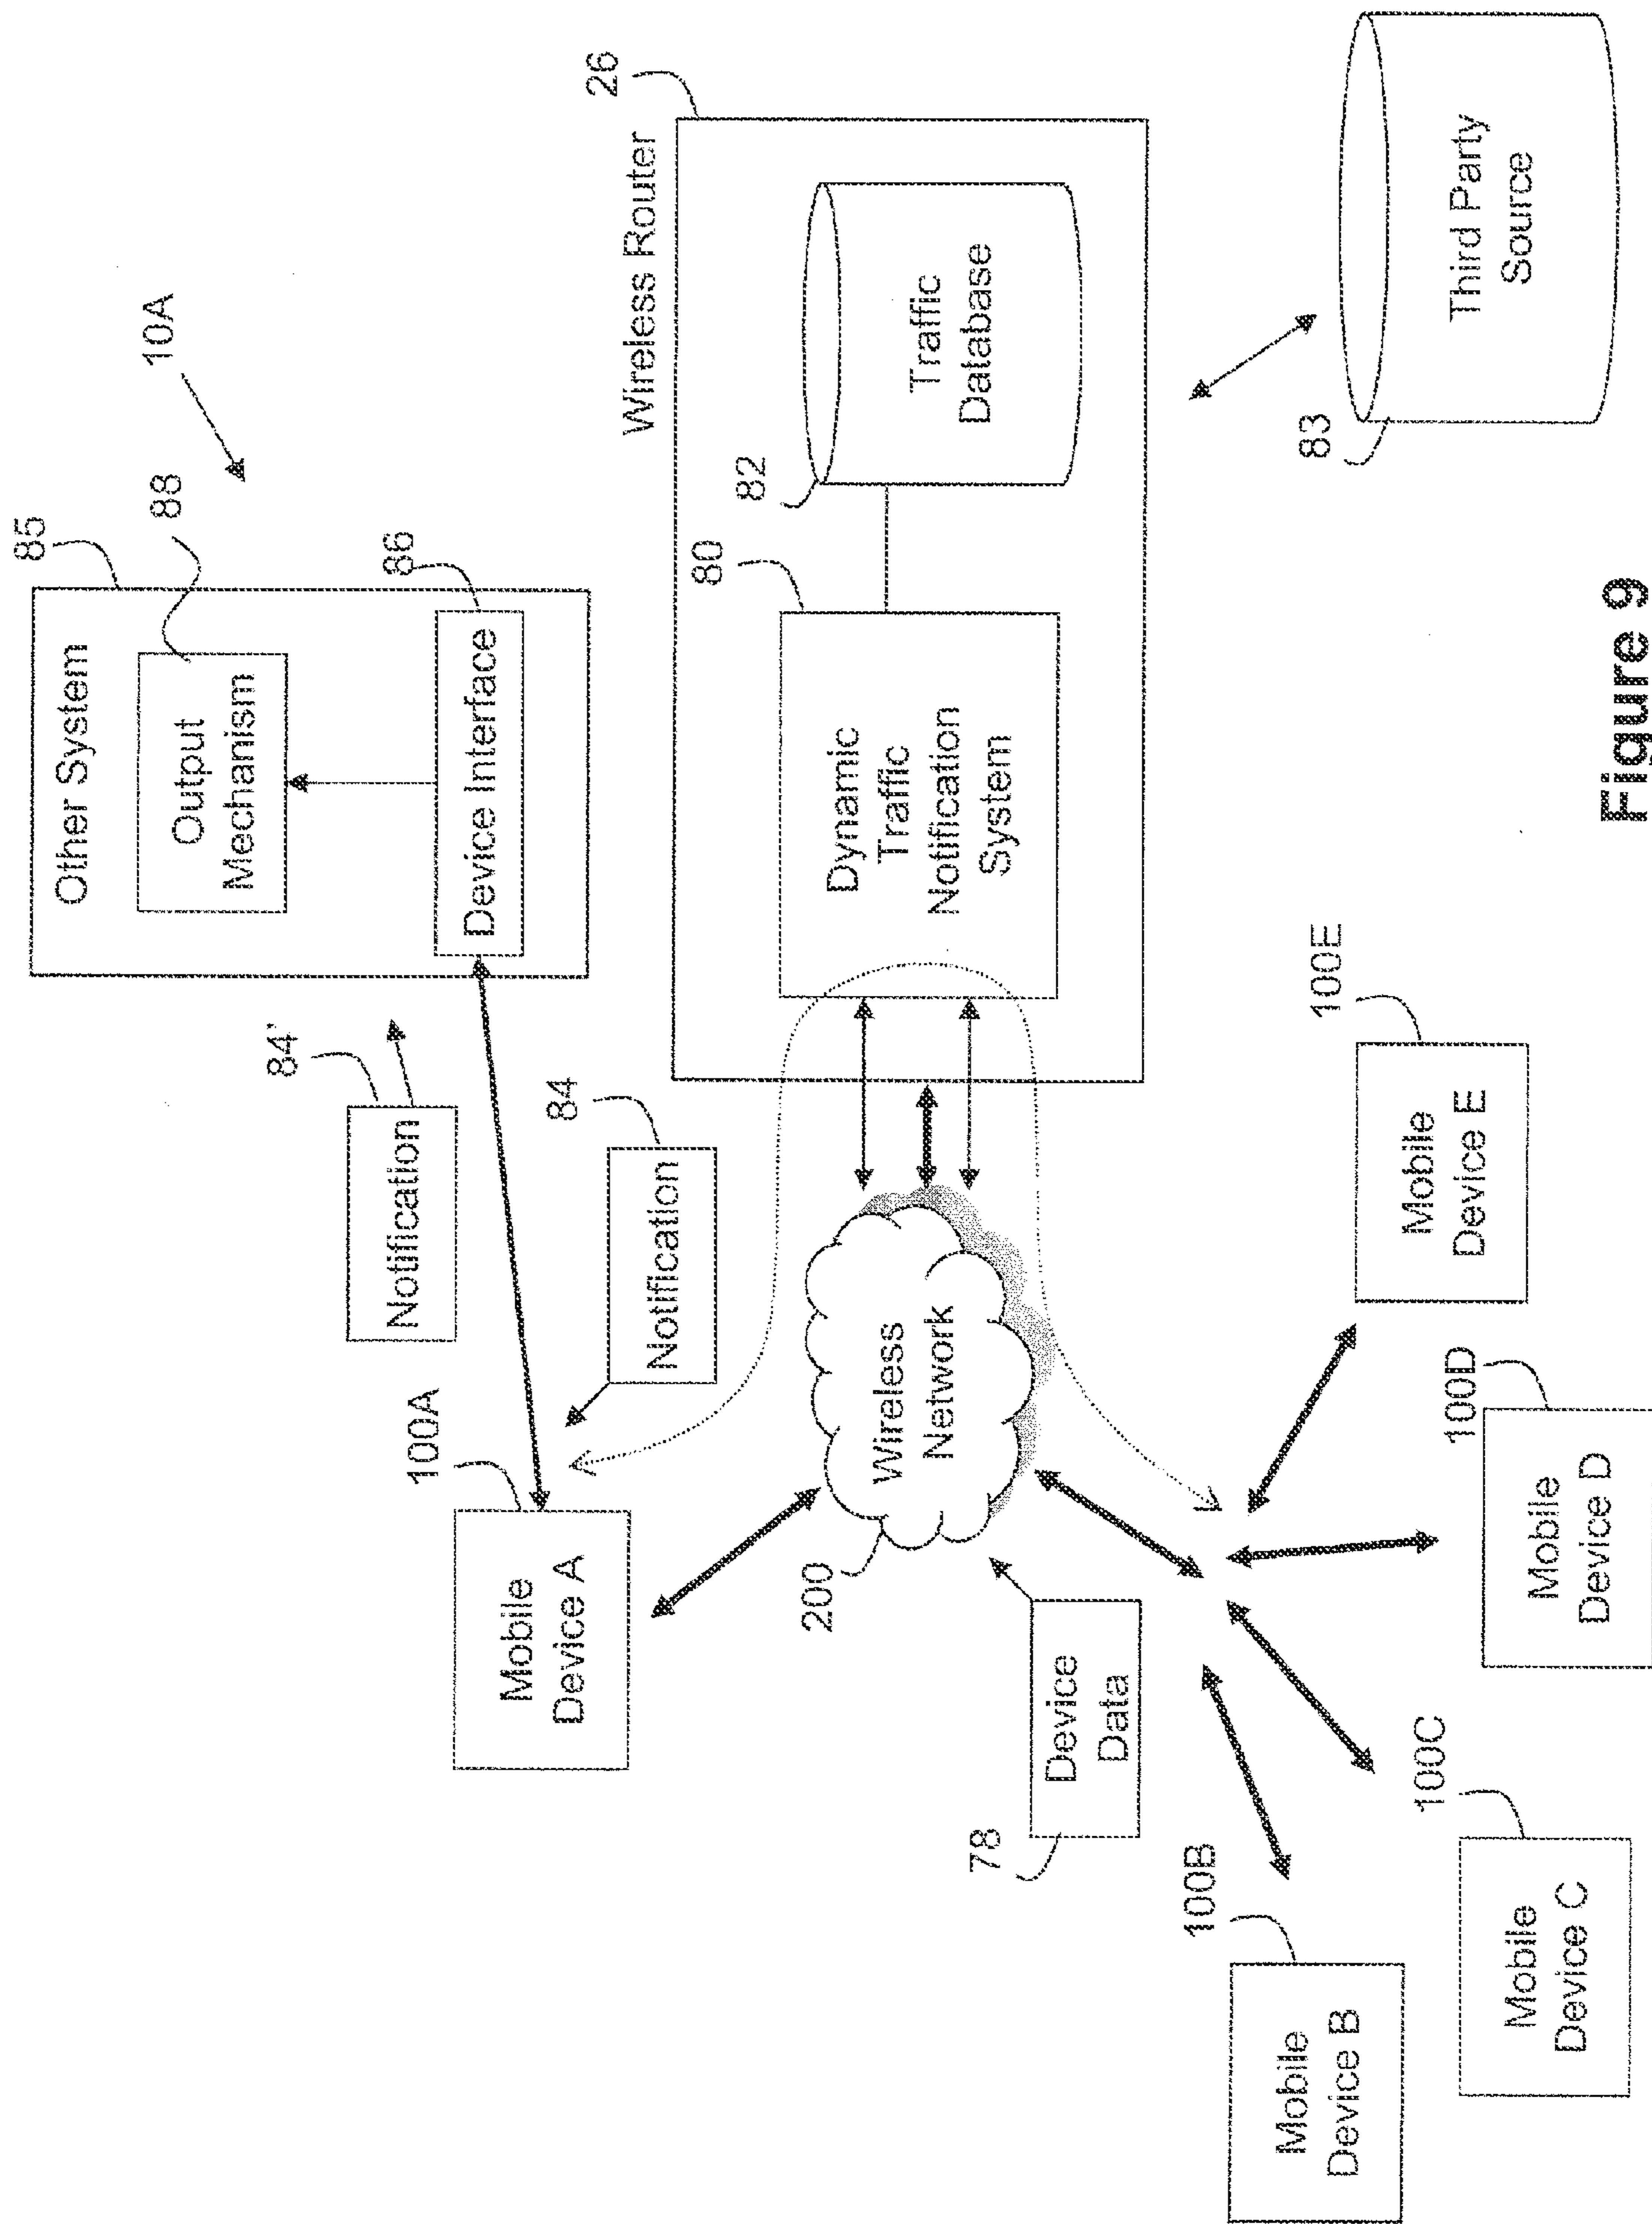 10A
85
Other System
88
Output
Mechanism
86
Device Interface
84'
Notification
84
Notification
100A
Mobile
Device A
26
Wireless Router
80
Dynamic
Traffic
Notification
System
82
Traffic
Database
83
Third Party
Source
200
Wireless
Network
78
Device
Data
100B
Mobile
Device B
100C
Mobile
Device C
100D
Mobile
Device D
100E
Mobile
Device E
Figure 9